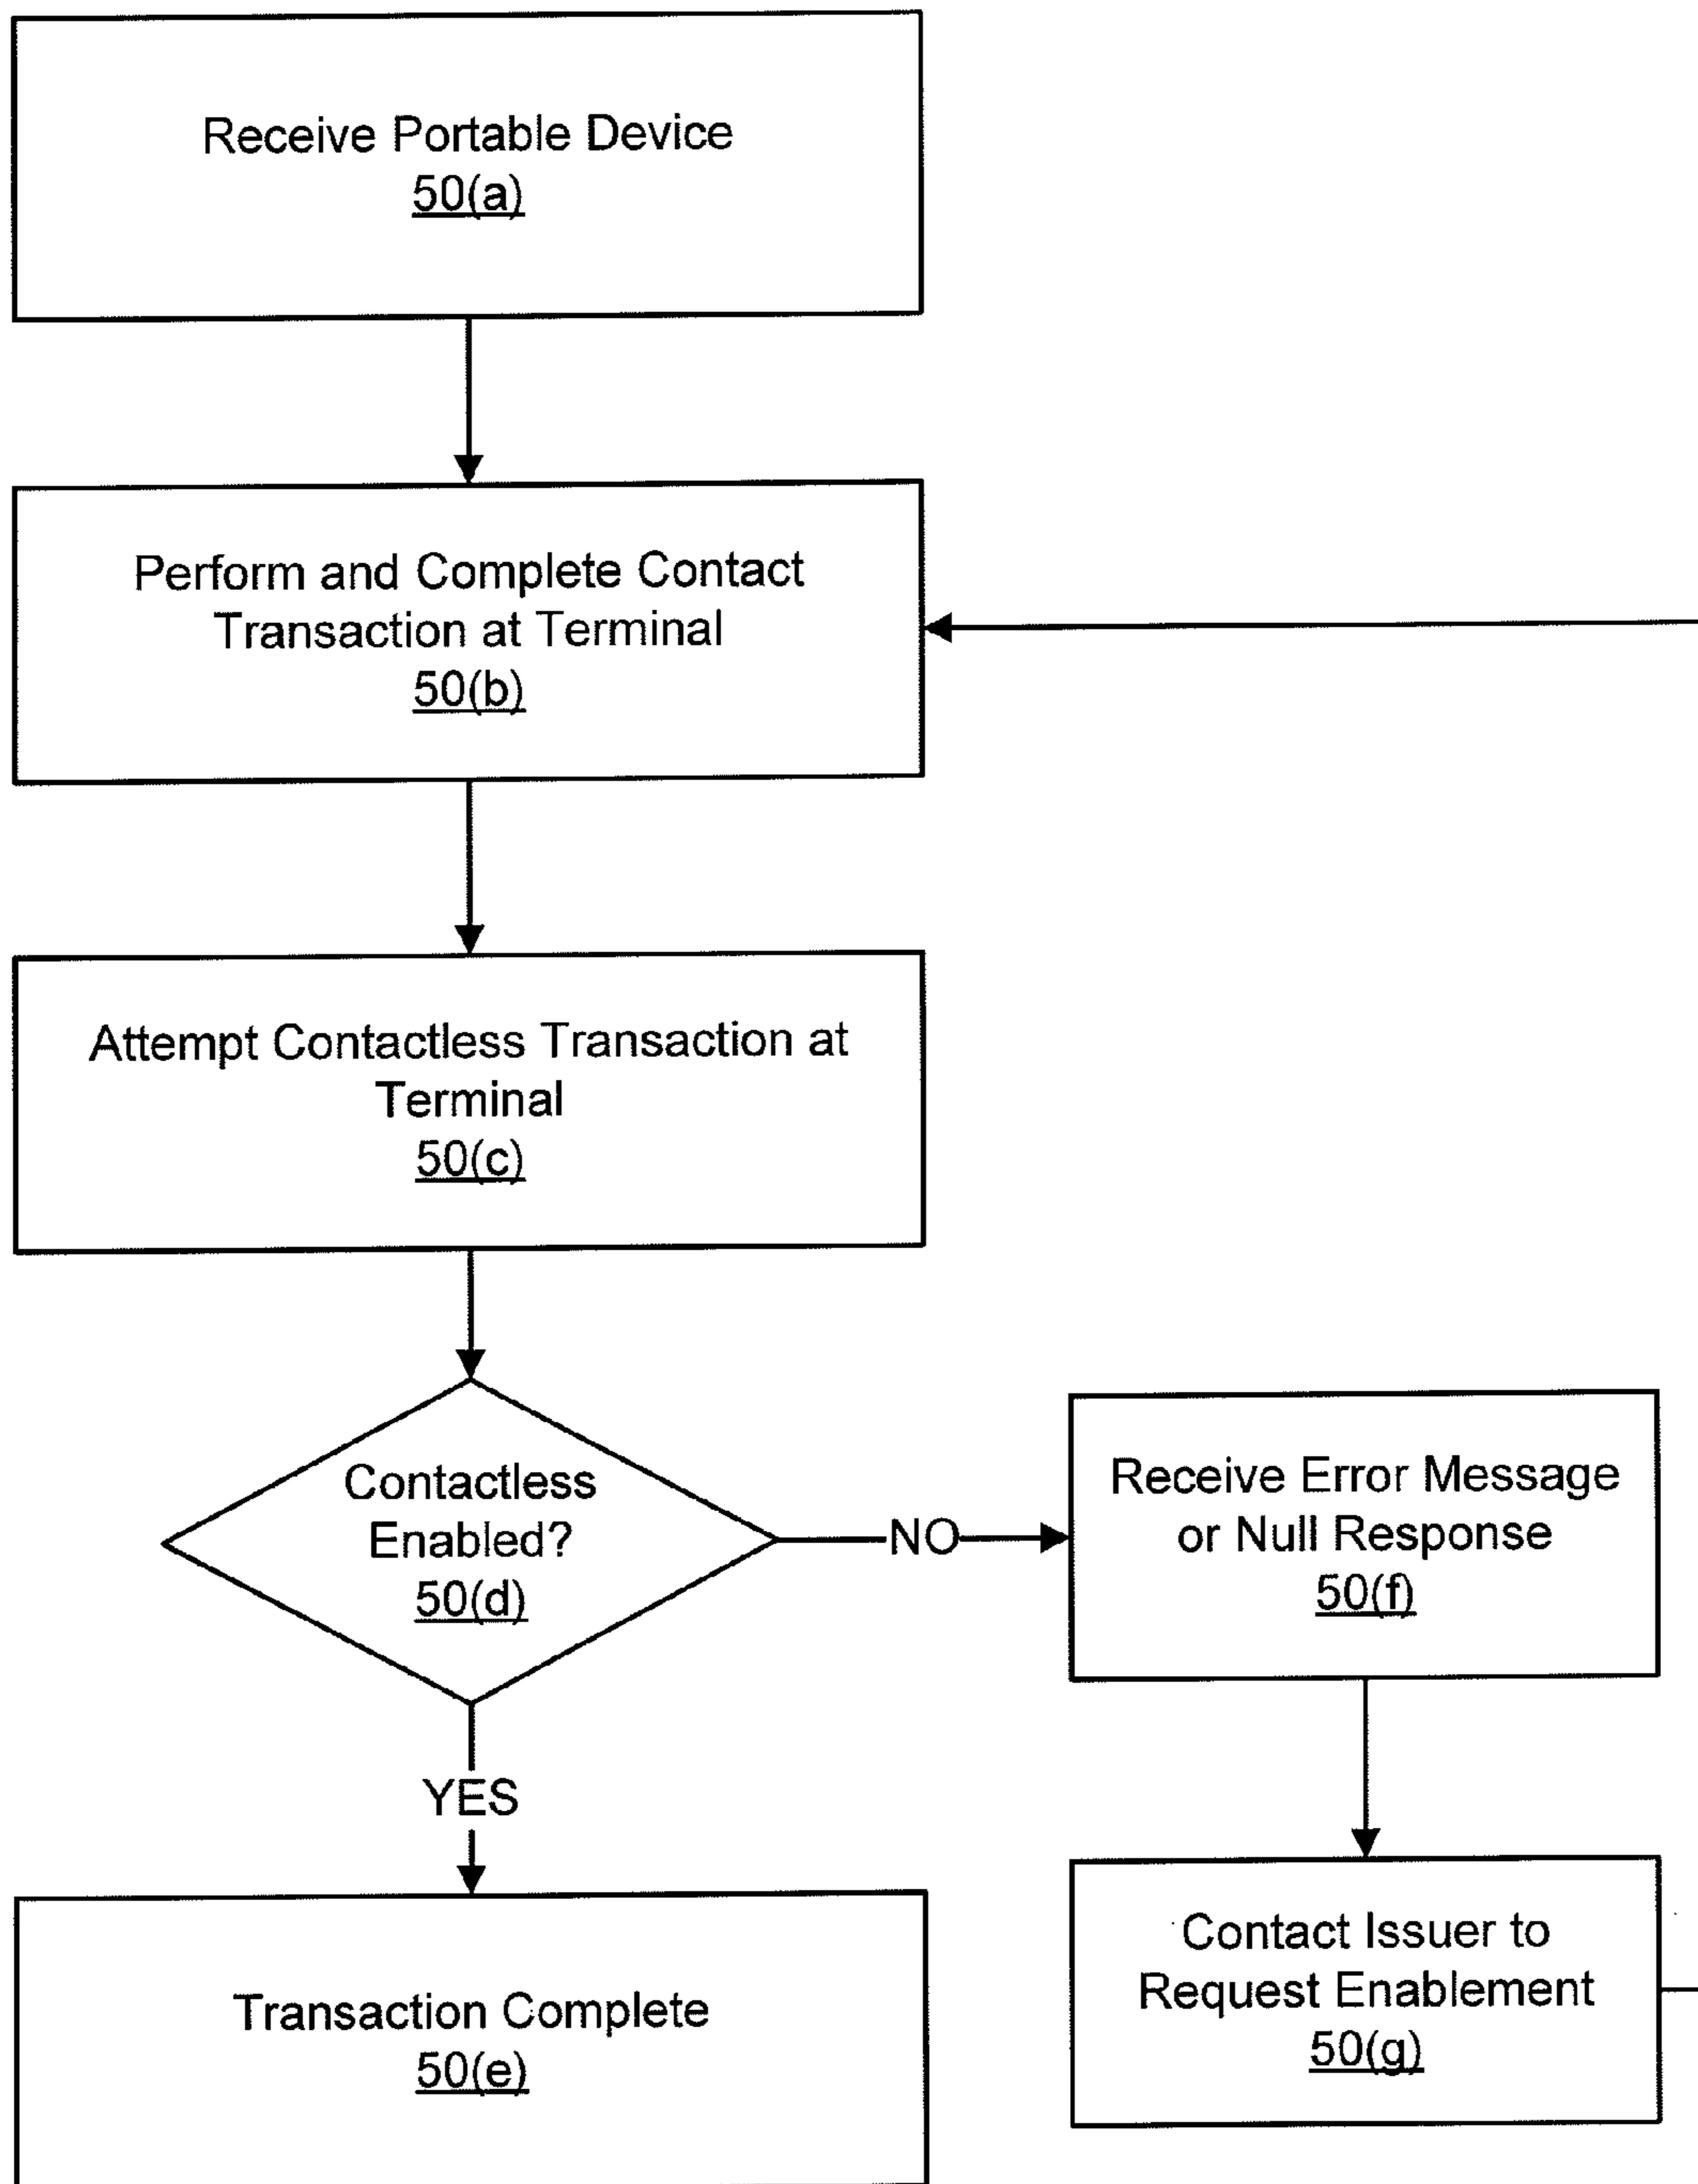 Receive Portable Device
50(a)
Perform and Complete Contact
Transaction at Terminal
50(b)
Attempt Contactless Transaction at
Terminal
50(c)
Contactless
Enabled?
50(d)
NO
Receive Error Message
or Null Response
50(f)
YES
Contact Issuer to
Request Enablement
50(g)
Transaction Complete
50(e)